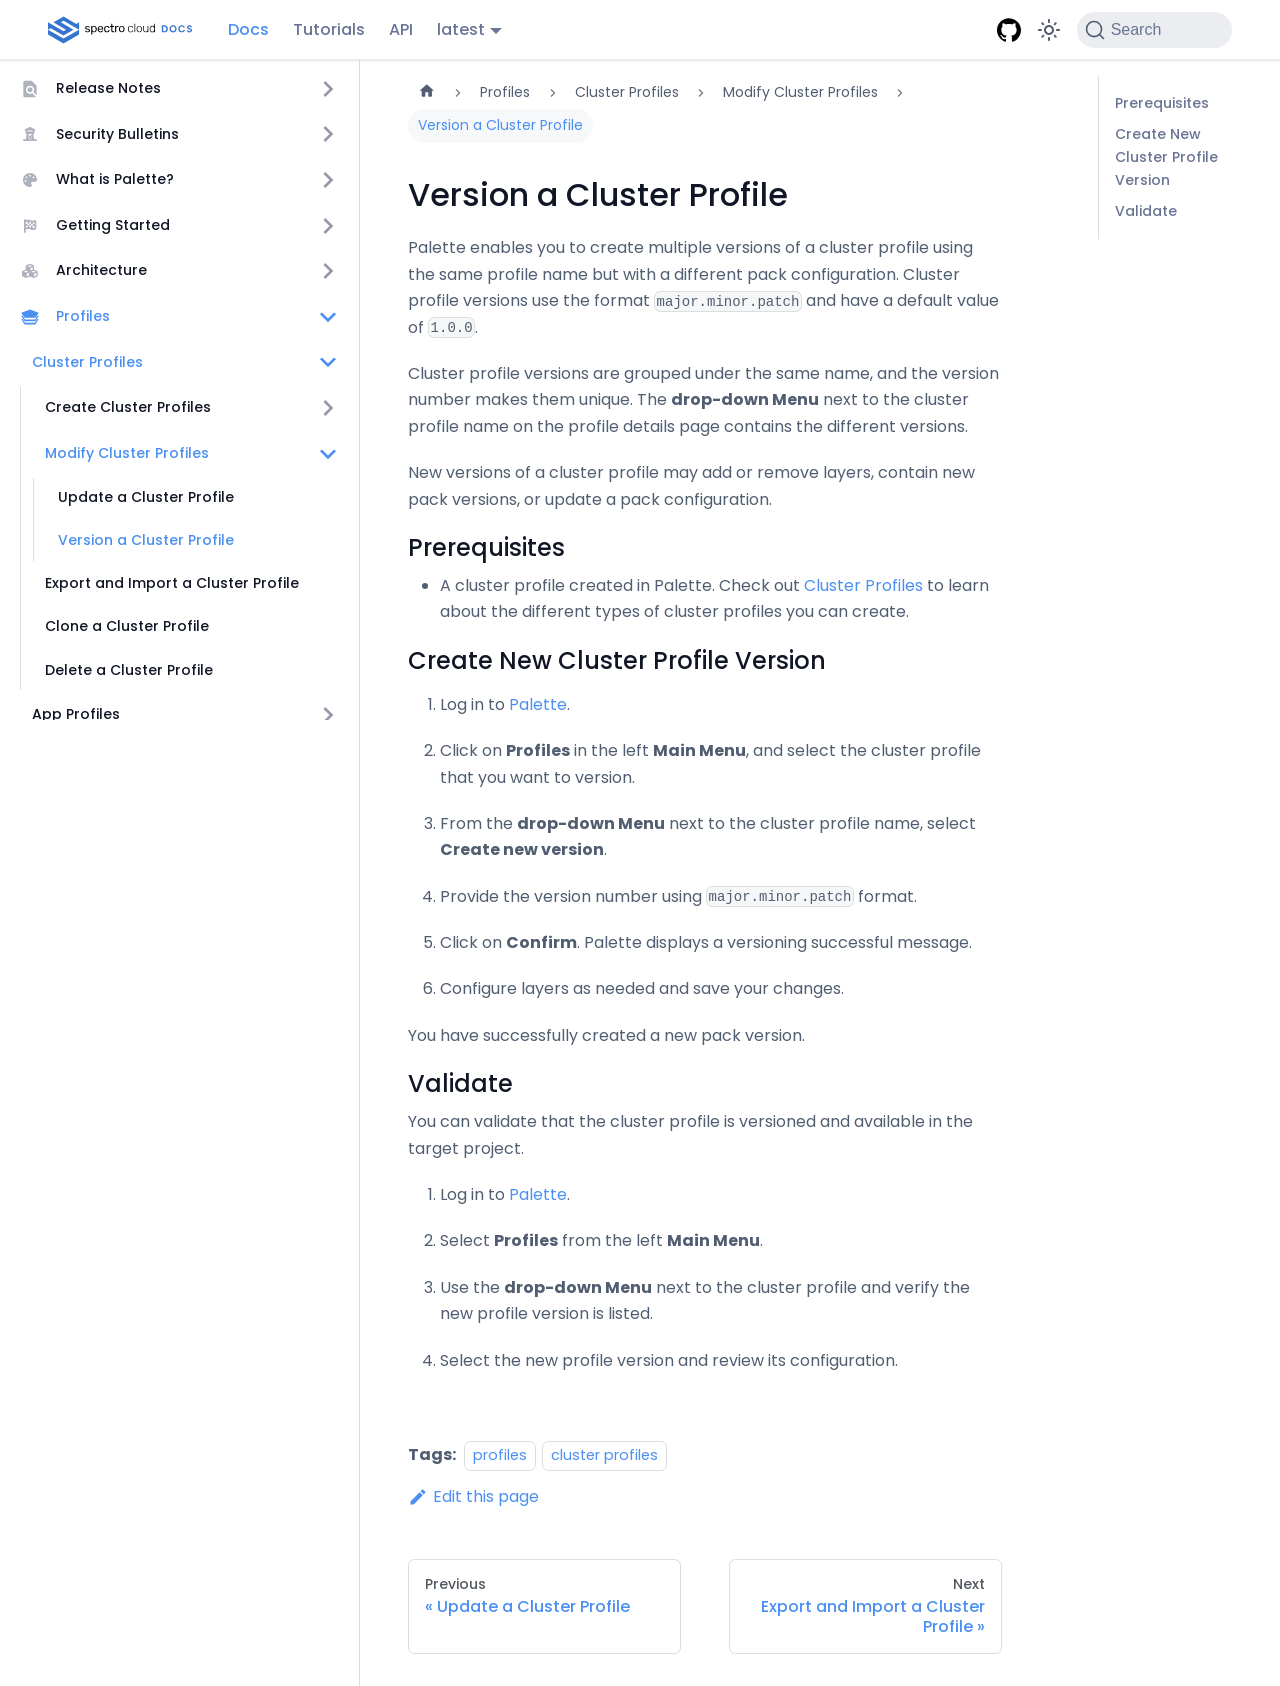 spectro cloud DOCS Docs Tutorials API latest Search
Release Notes
Security Bulletins
What is Palette?
Getting Started
Architecture
Profiles
Cluster Profiles
Create Cluster Profiles
Modify Cluster Profiles
Update a Cluster Profile
Version a Cluster Profile
Export and Import a Cluster Profile
Clone a Cluster Profile
Delete a Cluster Profile
App Profiles
Profiles Cluster Profiles Modify Cluster Profiles
Version a Cluster Profile
Version a Cluster Profile
Palette enables you to create multiple versions of a cluster profile using
the same profile name but with a different pack configuration. Cluster
profile versions use the format major.minor.patch and have a default value
of 1.0.0.
Cluster profile versions are grouped under the same name, and the version
number makes them unique. The drop-down Menu next to the cluster
profile name on the profile details page contains the different versions.
New versions of a cluster profile may add or remove layers, contain new
pack versions, or update a pack configuration.
Prerequisites
• A cluster profile created in Palette. Check out Cluster Profiles to learn
about the different types of cluster profiles you can create.
Create New Cluster Profile Version
1. Log in to Palette.
2. Click on Profiles in the left Main Menu, and select the cluster profile
that you want to version.
3. From the drop-down Menu next to the cluster profile name, select
Create new version.
4. Provide the version number using major.minor.patch format.
5. Click on Confirm. Palette displays a versioning successful message.
6. Configure layers as needed and save your changes.
You have successfully created a new pack version.
Validate
You can validate that the cluster profile is versioned and available in the
target project.
1. Log in to Palette.
2. Select Profiles from the left Main Menu.
3. Use the drop-down Menu next to the cluster profile and verify the
new profile version is listed.
4. Select the new profile version and review its configuration.
Tags: profiles cluster profiles
Edit this page
Previous
« Update a Cluster Profile
Next
Export and Import a Cluster
Profile »
Prerequisites
Create New
Cluster Profile
Version
Validate